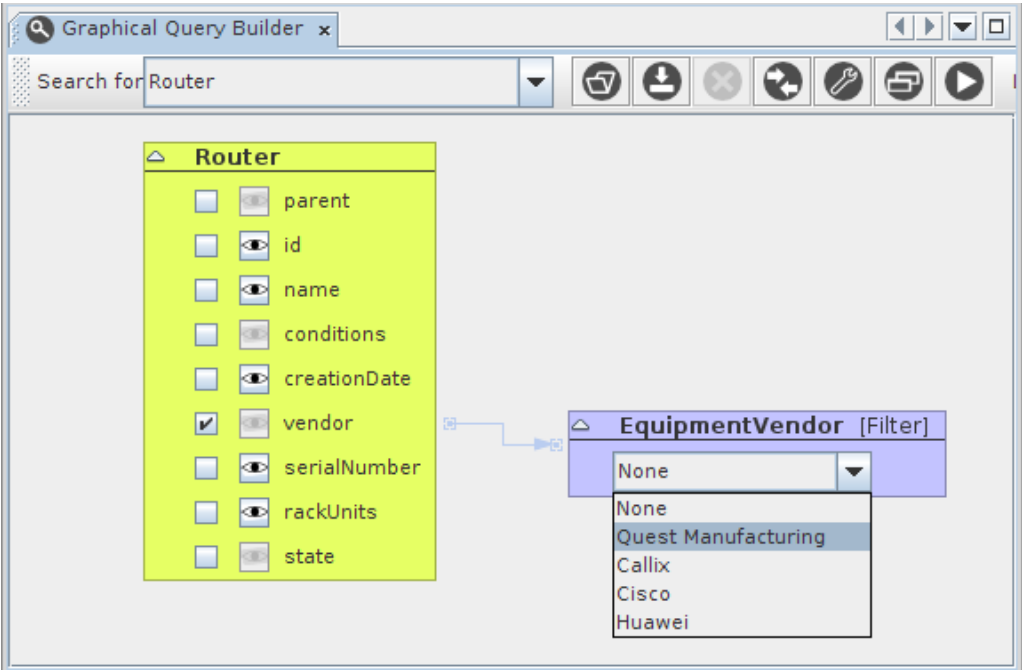 Graphical Query Builder x
Search for Router
Router
parent
id
name
conditions
creationDate
vendor
serialNumber
rackUnits
state
EquipmentVendor [Filter]
None
None
Quest Manufacturing
Callix
Cisco
Huawei